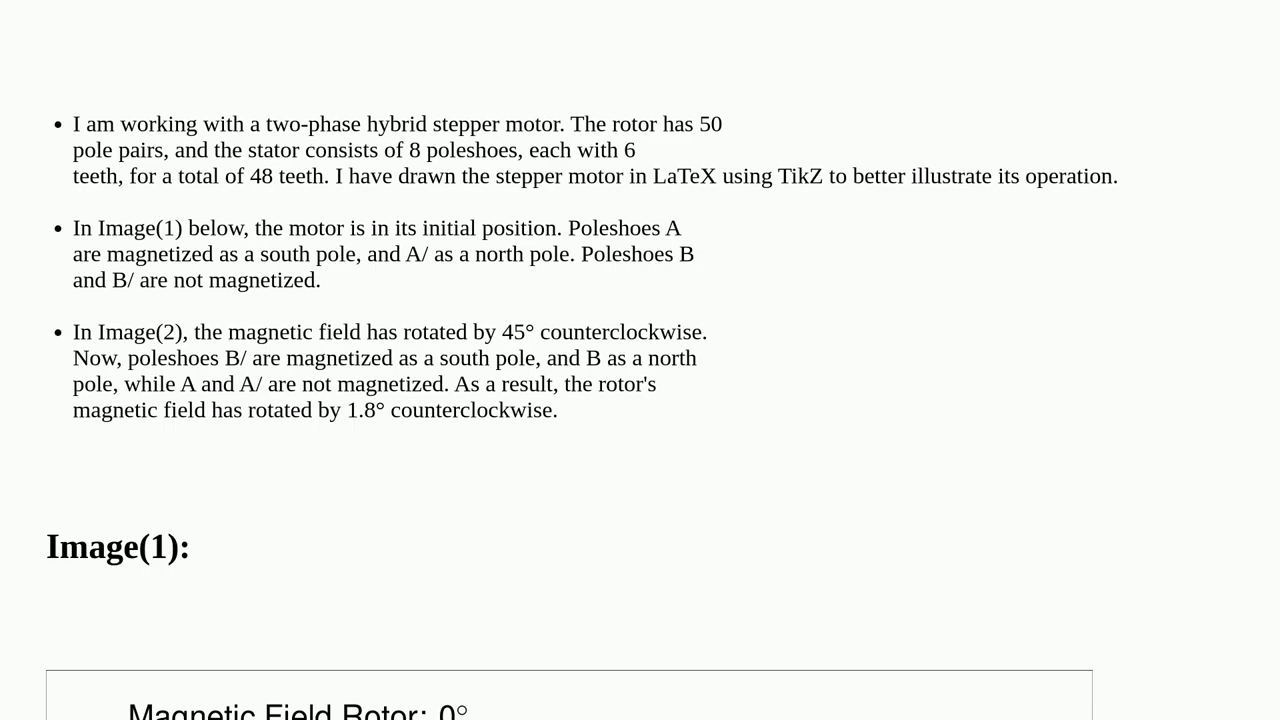 I am working with a two-phase hybrid stepper motor. The rotor has 50
pole pairs, and the stator consists of 8 poleshoes, each with 6
teeth, for a total of 48 teeth. I have drawn the stepper motor in LaTeX using TikZ to better illustrate its operation.
In Image(1) below, the motor is in its initial position. Poleshoes A
are magnetized as a south pole, and A/ as a north pole. Poleshoes B
and B/ are not magnetized.
In Image(2), the magnetic field has rotated by 45° counterclockwise.
Now, poleshoes B/ are magnetized as a south pole, and B as a north
pole, while A and A/ are not magnetized. As a result, the rotor's
magnetic field has rotated by 1.8° counterclockwise.
Image(1):
Magnetic Field Rotor: 0°